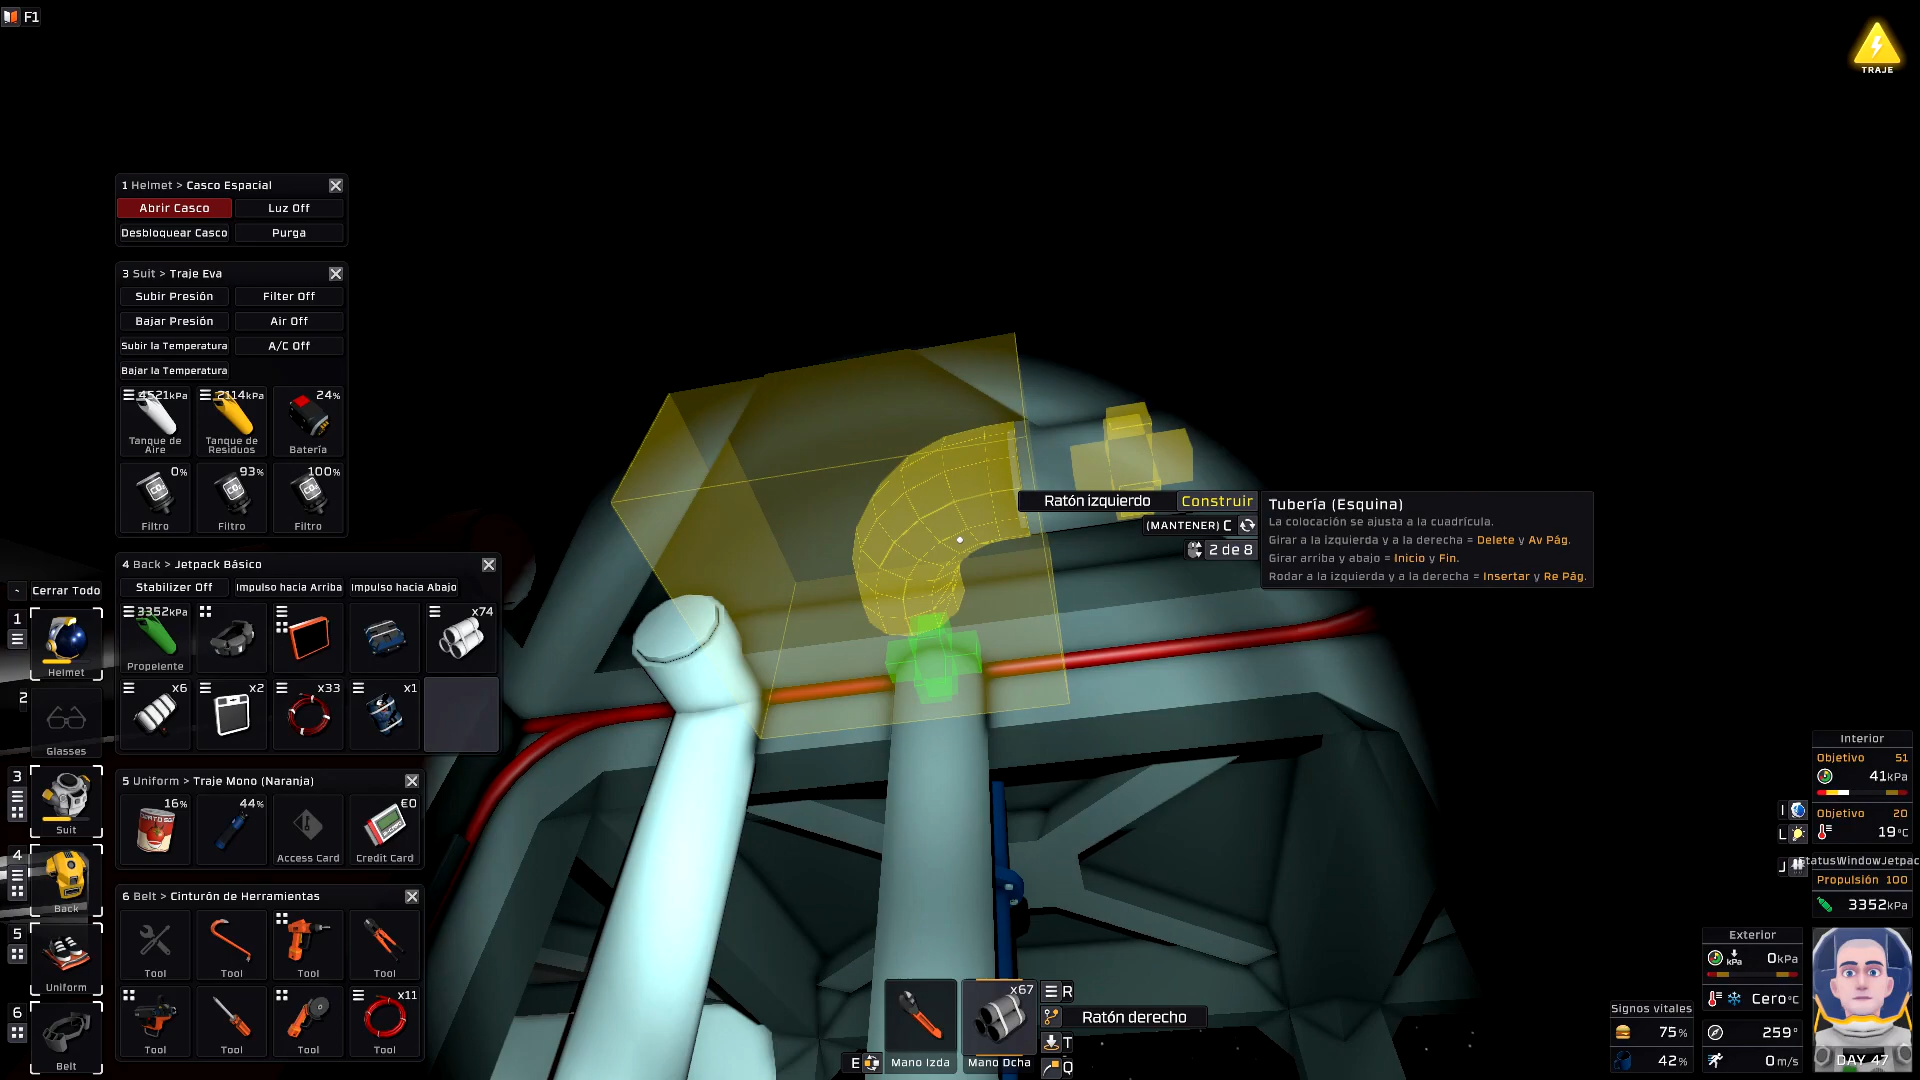 F1
TRAJE
1 Helmet > Casco Espacial
Abrir Casco
Luz Off
Desbloquear Casco
Purga
3 Suit > Traje Eva
Subir Presión
Filter Off
Bajar Presión
Air Off
Subir la Temperatura
A/C Off
Bajar la Temperatura
4521kPa
2114kPa
24%
Tanque de Aire
Tanque de Residuos
Batería
0%
93%
100%
Filtro
Filtro
Filtro
4 Back > Jetpack Básico
Stabilizer Off
Impulso hacia Arriba
Impulso hacia Abajo
3352kPa
x74
Propelente
x6
x2
x33
x1
5 Uniform > Traje Mono (Naranja)
16%
44%
€0
Access Card
Credit Card
6 Belt > Cinturón de Herramientas
Tool
Tool
Tool
Tool
x11
Tool
Tool
Tool
Tool
~
Cerrar Todo
1
Helmet
2
Glasses
3
Suit
4
Back
5
Uniform
6
Belt
Ratón izquierdo
Construir
(MANTENER) C
2 de 8
Tubería (Esquina)
La colocación se ajusta a la cuadrícula.
Girar a la izquierda y a la derecha = Delete y Av Pág.
Girar arriba y abajo = Inicio y Fin.
Rodar a la izquierda y a la derecha = Insertar y Re Pág.
x67
R
Ratón derecho
T
E
Mano Izda
Mano Dcha
Q
Interior
Objetivo 51
41kPa
I
Objetivo 20
L
19°C
StatusWindowJetpac
J
Propulsión 100
3352kPa
Exterior
kPa
0kPa
Cero°C
Signos vitales
75%
259°
42%
0m/s
DAY 47